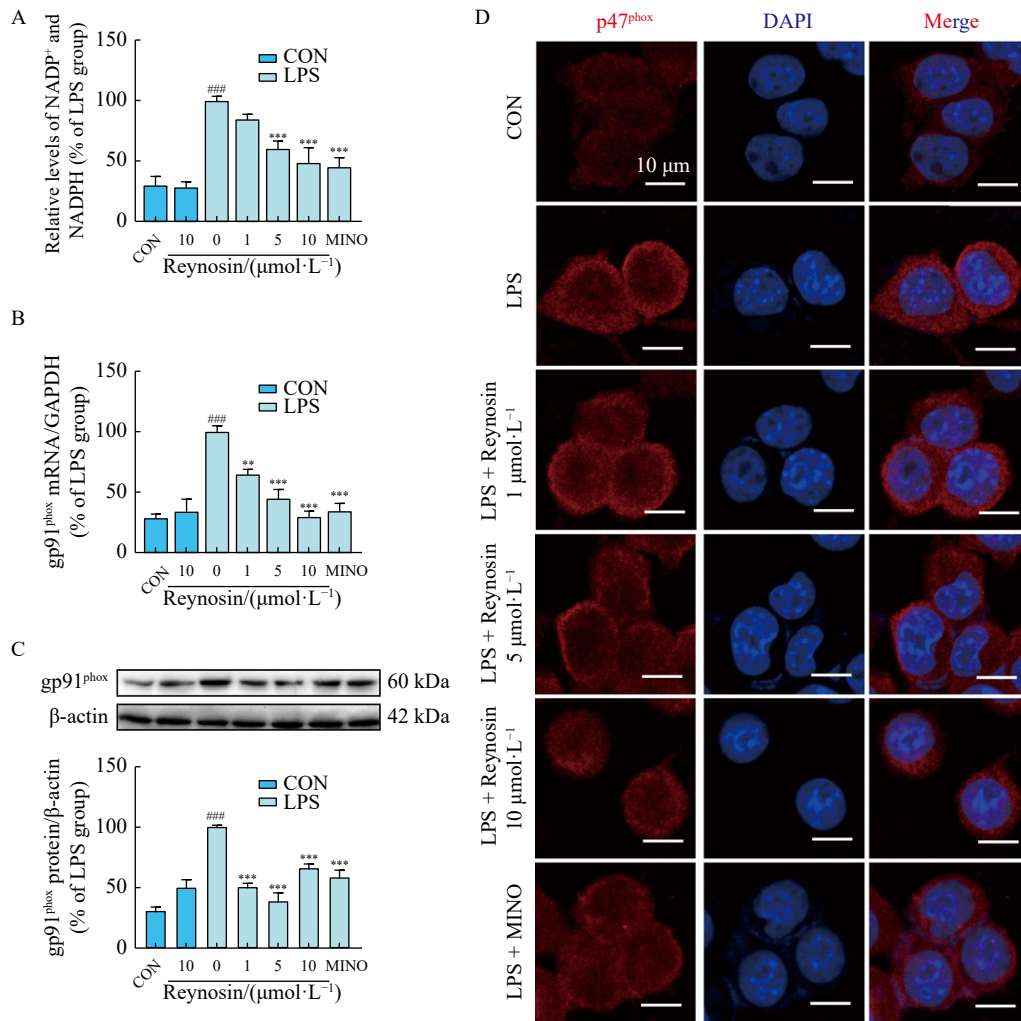 A
Relative levels of NADP⁺ and
NADPH (% of LPS group)
150
100
50
0
CON
LPS
###
***
***
***
CON
10
0
1
5
10
MINO
Reynosin/(μmol·L⁻¹)
B
gp91ᵖʰᵒˣ mRNA/GAPDH
(% of LPS group)
150
100
50
0
CON
LPS
###
**
***
***
***
CON
10
0
1
5
10
MINO
Reynosin/(μmol·L⁻¹)
C
gp91ᵖʰᵒˣ
60 kDa
β-actin
42 kDa
gp91ᵖʰᵒˣ protein/β-actin
(% of LPS group)
150
100
50
0
CON
LPS
###
***
***
***
***
CON
10
0
1
5
10
MINO
Reynosin/(μmol·L⁻¹)
D
p47ᵖʰᵒˣ
DAPI
Merge
CON
10 μm
LPS
LPS + Reynosin
1 μmol·L⁻¹
LPS + Reynosin
5 μmol·L⁻¹
LPS + Reynosin
10 μmol·L⁻¹
LPS + MINO